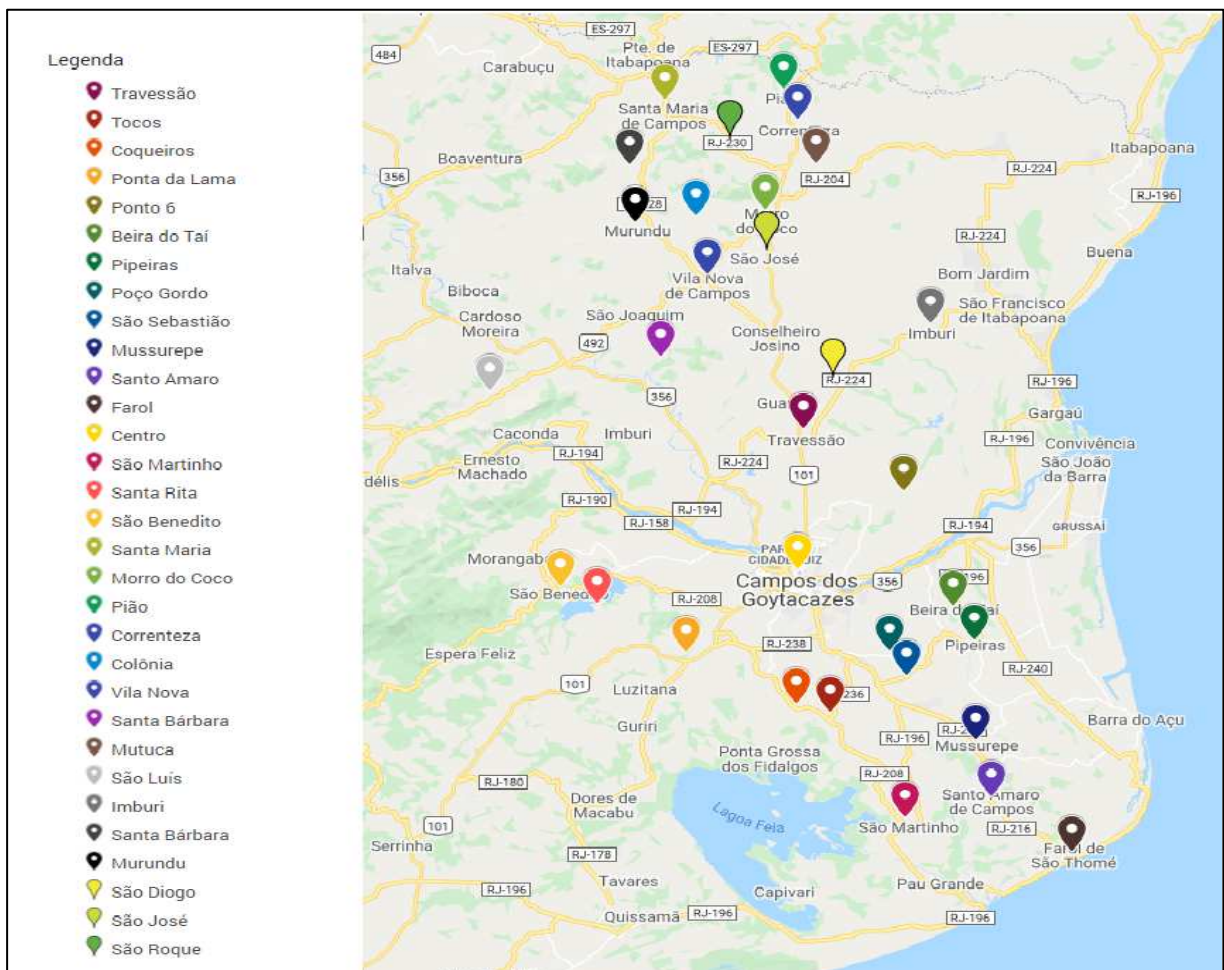 Legenda
Travessão
Tocos
Coqueiros
Ponta da Lama
Ponto 6
Beira do Taí
Pipeiras
Poço Gordo
São Sebastião
Mussurepe
Santo Amaro
Farol
Centro
São Martinho
Santa Rita
São Benedito
Santa Maria
Morro do Coco
Pião
Correnteza
Colônia
Vila Nova
Santa Bárbara
Mutuca
São Luís
Imburi
Santa Bárbara
Murundu
São Diogo
São José
São Roque
ES-297
484
Pte. de
Itabapoana
ES-297
Carabuçu
Santa Maria
de Campos
Correnteza
RJ-230
Itabapoana
Boaventura
356
RJ-224
RJ-204
RJ-196
Murundu
São José
RJ-224
Buena
Italva
Vila Nova
de Campos
Bom Jardim
Biboca
São Francisco
de Itabapoana
Cardoso
Moreira
São Joaquim
Conselheiro
Josino
Imburi
492
RJ-224
RJ-196
356
Gargaú
Caconda
Imburi
Travessão
RJ-196
Convivência
RJ-194
Ernesto
Machado
RJ-224
101
São João
da Barra
délis
RJ-190
RJ-194
RJ-158
RJ-194
GRUSSAÍ
356
Morangab
CIDADE
Campos dos
Goytacazes
356
RJ-208
Pipeiras
RJ-238
Espera Feliz
RJ-240
101
Luzitana
236
Guriri
Barra do Açu
RJ-196
Mussurepe
Ponta Grossa
dos Fidalgos
RJ-208
RJ-180
Dores de
Macabu
Lagoa Feia
Santo Amaro
de Campos
101
São Martinho
RJ-216
Serrinha
Farol de
São Thomé
RJ-178
Tavares
Pau Grande
RJ-196
Capivari
Quissamã
RJ-196
RJ-196